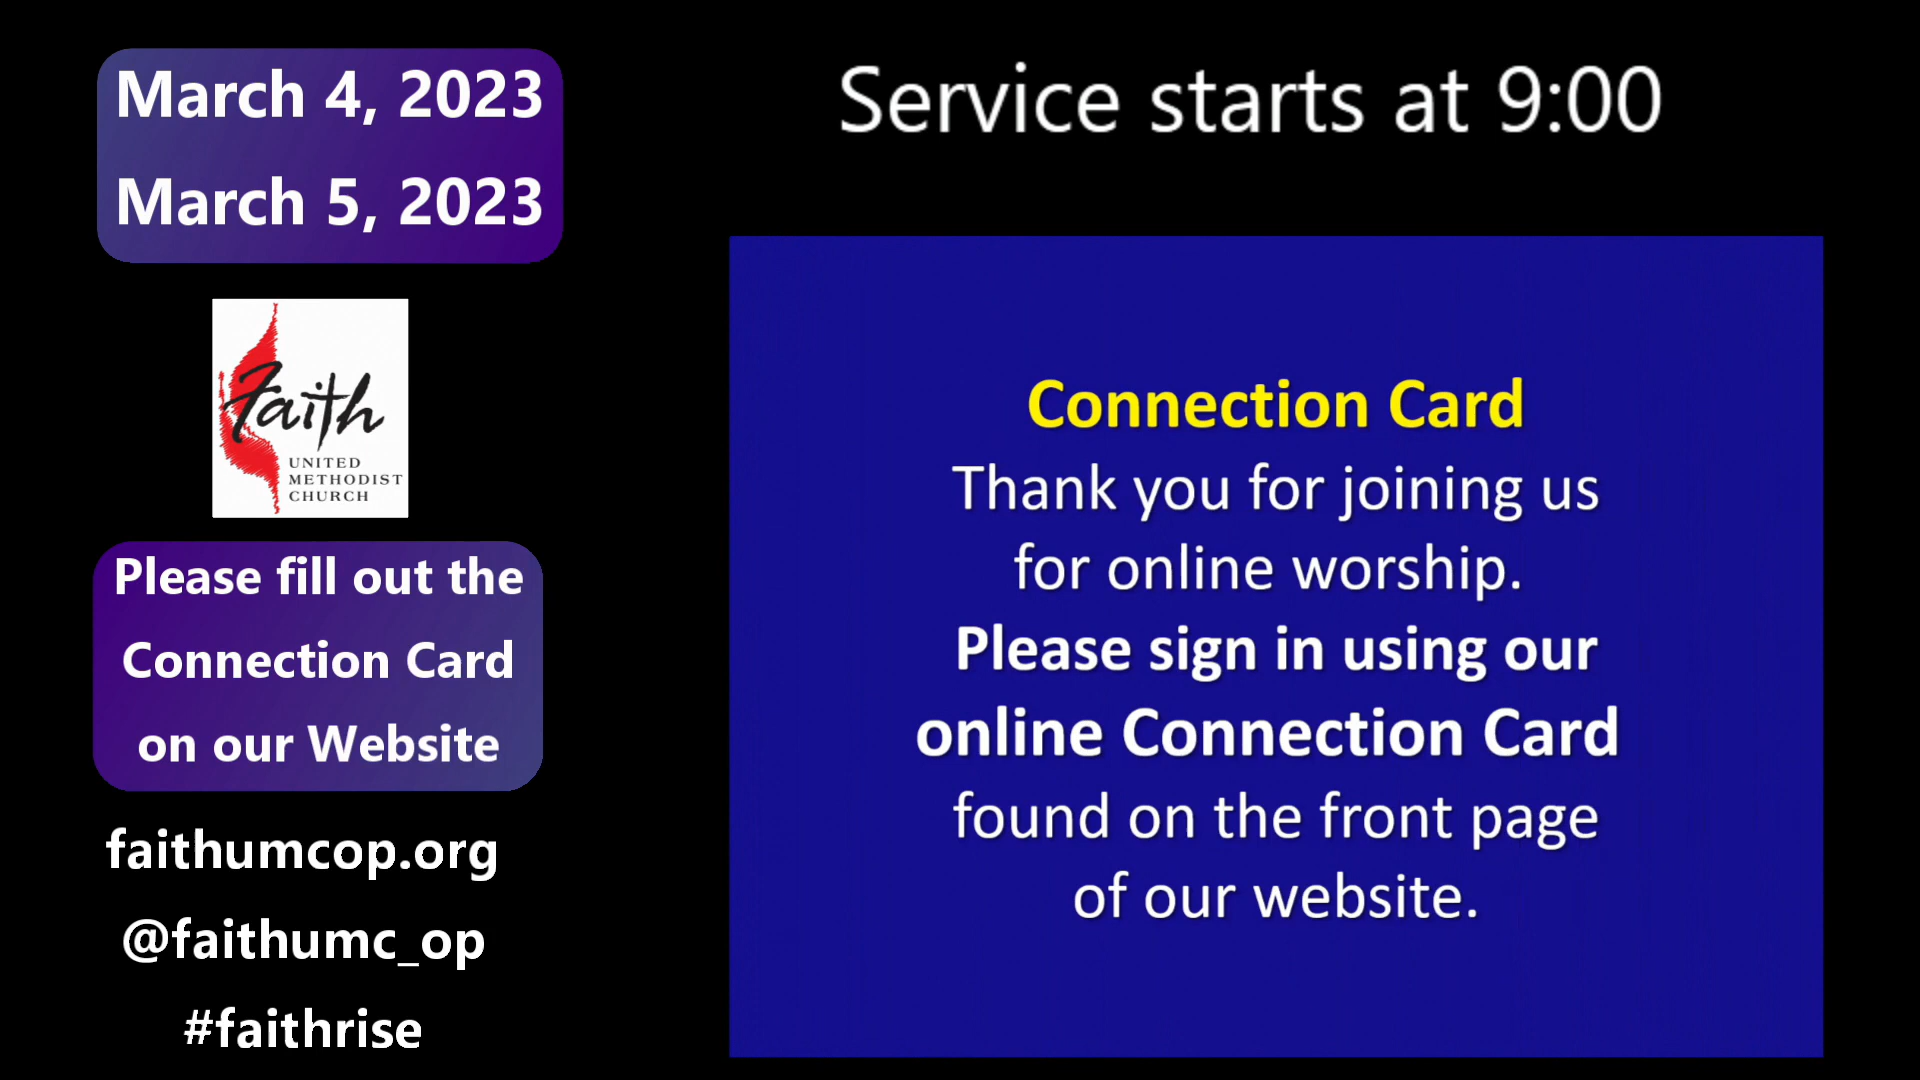 March 4, 2023
March 5, 2023
Faith
UNITED
METHODIST
CHURCH
Please fill out the
Connection Card
on our Website
faithumcop.org
@faithumc_op
#faithrise
Service starts at 9:00
Connection Card
Thank you for joining us
for online worship.
Please sign in using our
online Connection Card
found on the front page
of our website.